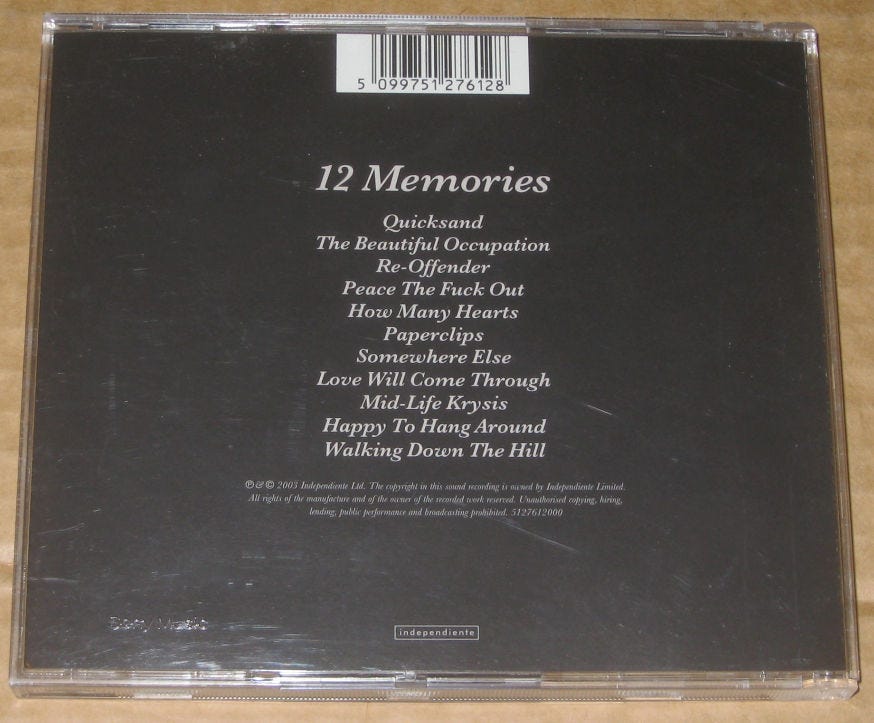 5 099751 276128
12 Memories
Quicksand
The Beautiful Occupation
Re-Offender
Peace The Fuck Out
How Many Hearts
Paperclips
Somewhere Else
Love Will Come Through
Mid-Life Krysis
Happy To Hang Around
Walking Down The Hill
℗ & © 2003 Independiente Ltd. The copyright in this sound recording is owned by Independiente Limited.
All rights of the manufacture and of the owner of the recorded work reserved. Unauthorised copying, hiring,
lending, public performance and broadcasting prohibited. 5127612000
Sony Music
independiente